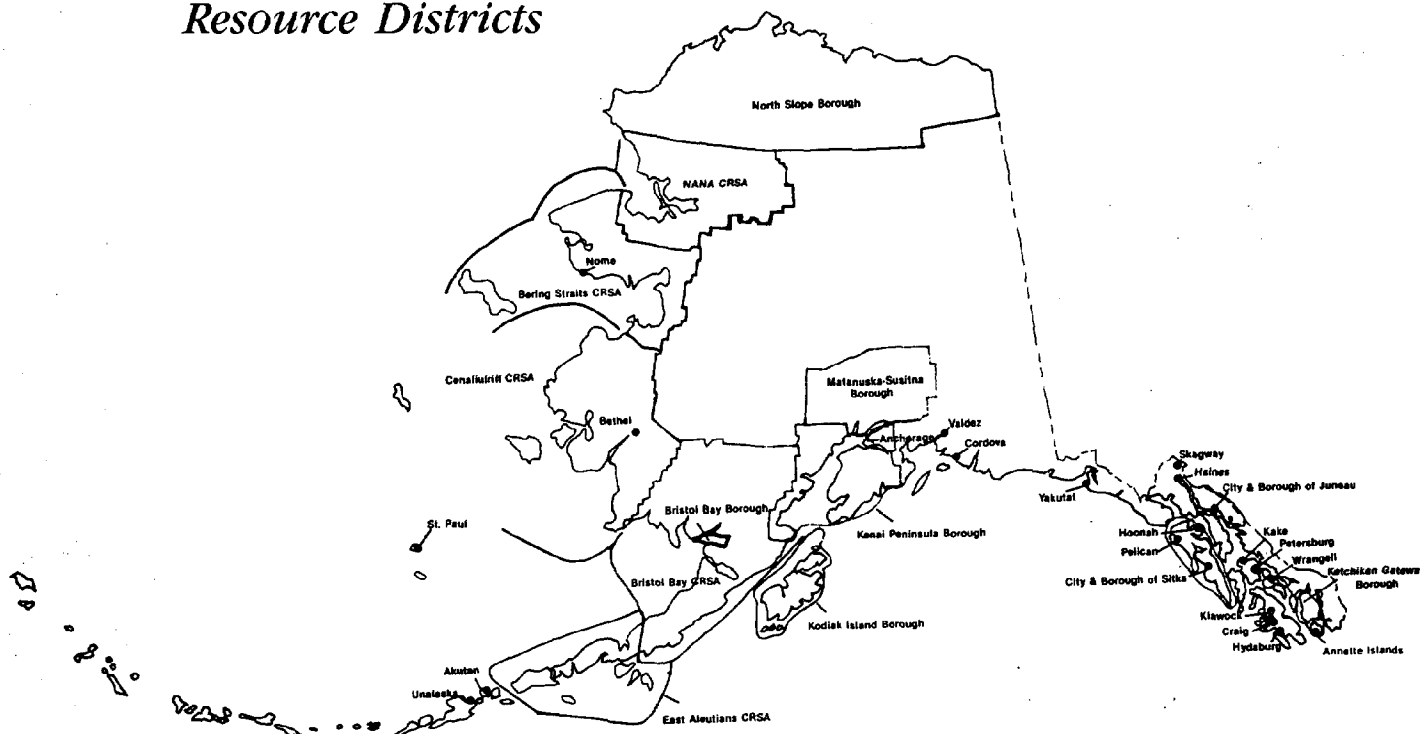 Resource Districts
North Slope Borough
NANA CRSA
Nome
Bering Straits CRSA
Cenaliulriit CRSA
Matanuska-Susitna
Borough
Bethel
Anchorage
Valdez
Cordova
Skagway
Haines
City & Borough of Juneau
Yakutat
Bristol Bay Borough
St. Paul
Kenai Peninsula Borough
Hoonah
Kake
Pelican
Petersburg
Wrangell
City & Borough of Sitka
Ketchikan Gateway
Borough
Bristol Bay CRSA
Kodiak Island Borough
Klawock
Craig
Hydaburg
Annette Islands
Akutan
Unalaska
East Aleutians CRSA